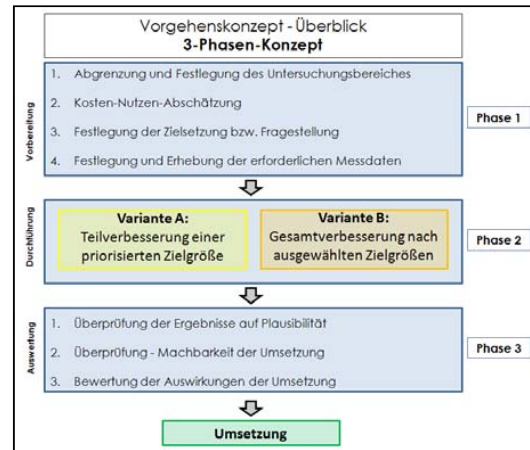 Vorgehenskonzept - Überblick
3-Phasen-Konzept
Vorbereitung
1. Abgrenzung und Festlegung des Untersuchungsbereiches
2. Kosten-Nutzen-Abschätzung
3. Festlegung der Zielsetzung bzw. Fragestellung
4. Festlegung und Erhebung der erforderlichen Messdaten
Phase 1
Durchführung
Variante A:
Teilverbesserung einer
priorisierten Zielgröße
Variante B:
Gesamtverbesserung nach
ausgewählten Zielgrößen
Phase 2
Auswertung
1. Überprüfung der Ergebnisse auf Plausibilität
2. Überprüfung - Machbarkeit der Umsetzung
3. Bewertung der Auswirkungen der Umsetzung
Phase 3
Umsetzung